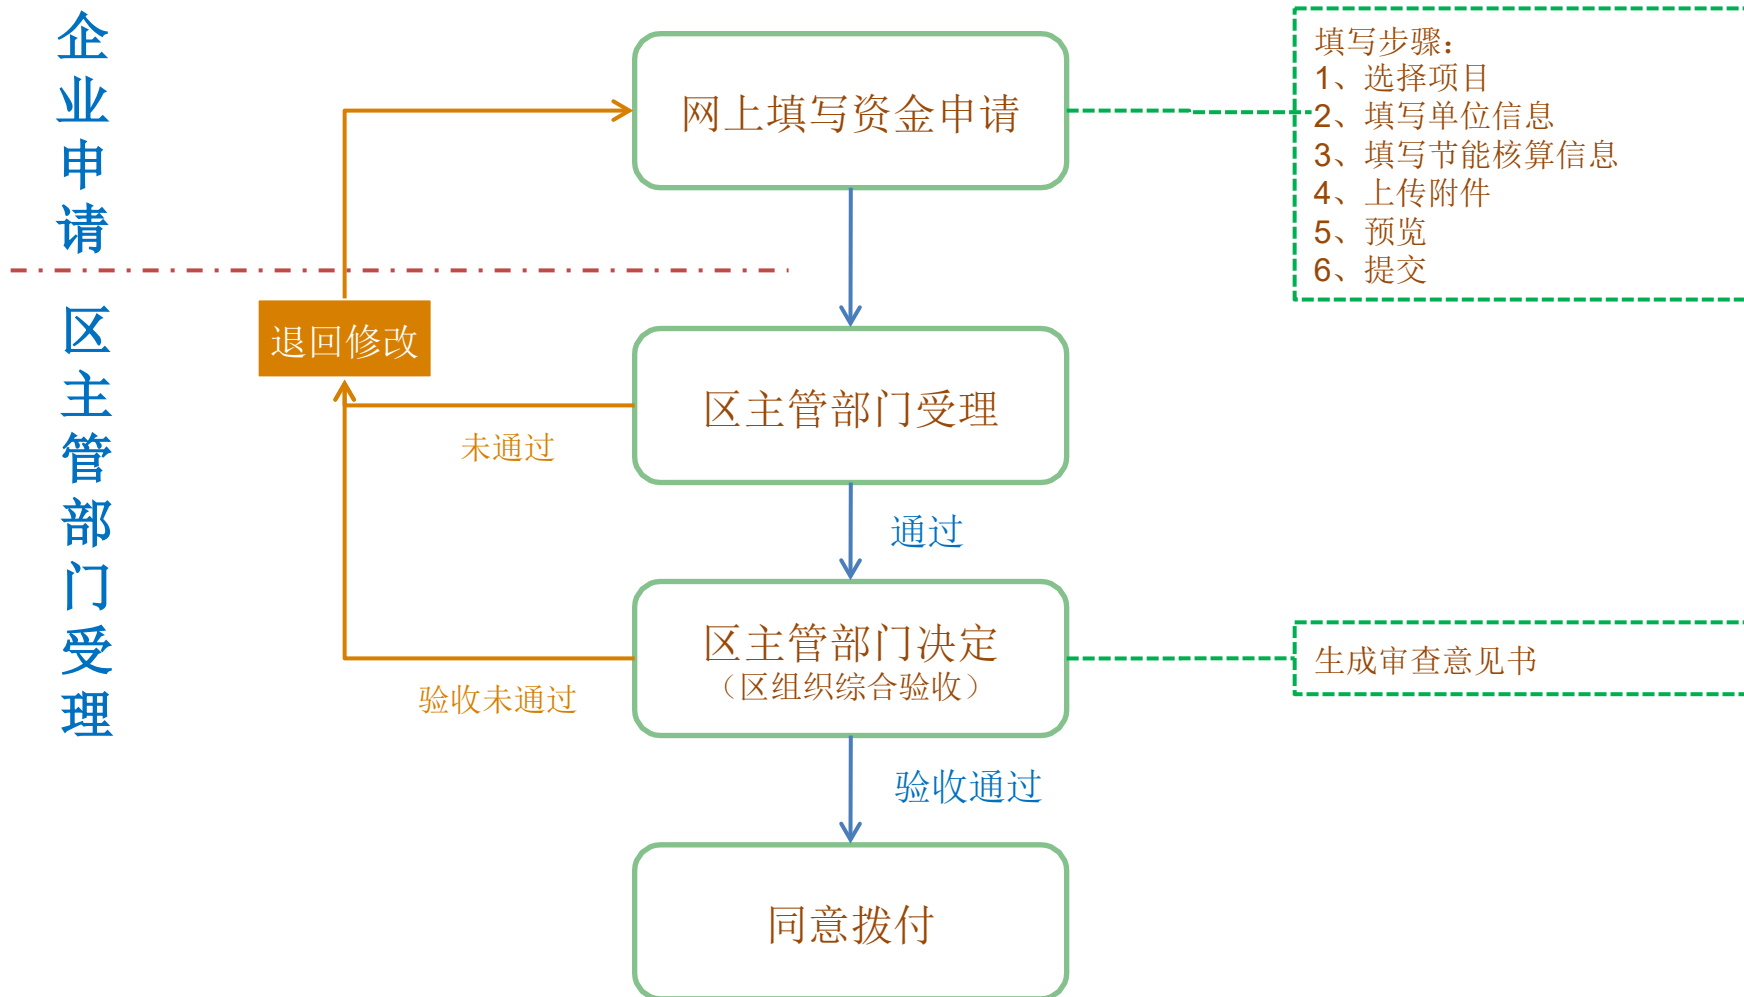 企业申请
网上填写资金申请
填写步骤：
1、选择项目
2、填写单位信息
3、填写节能核算信息
4、上传附件
5、预览
6、提交
区主管部门受理
退回修改
区主管部门受理
未通过
通过
区主管部门决定
（区组织综合验收）
生成审查意见书
验收未通过
验收通过
同意拨付